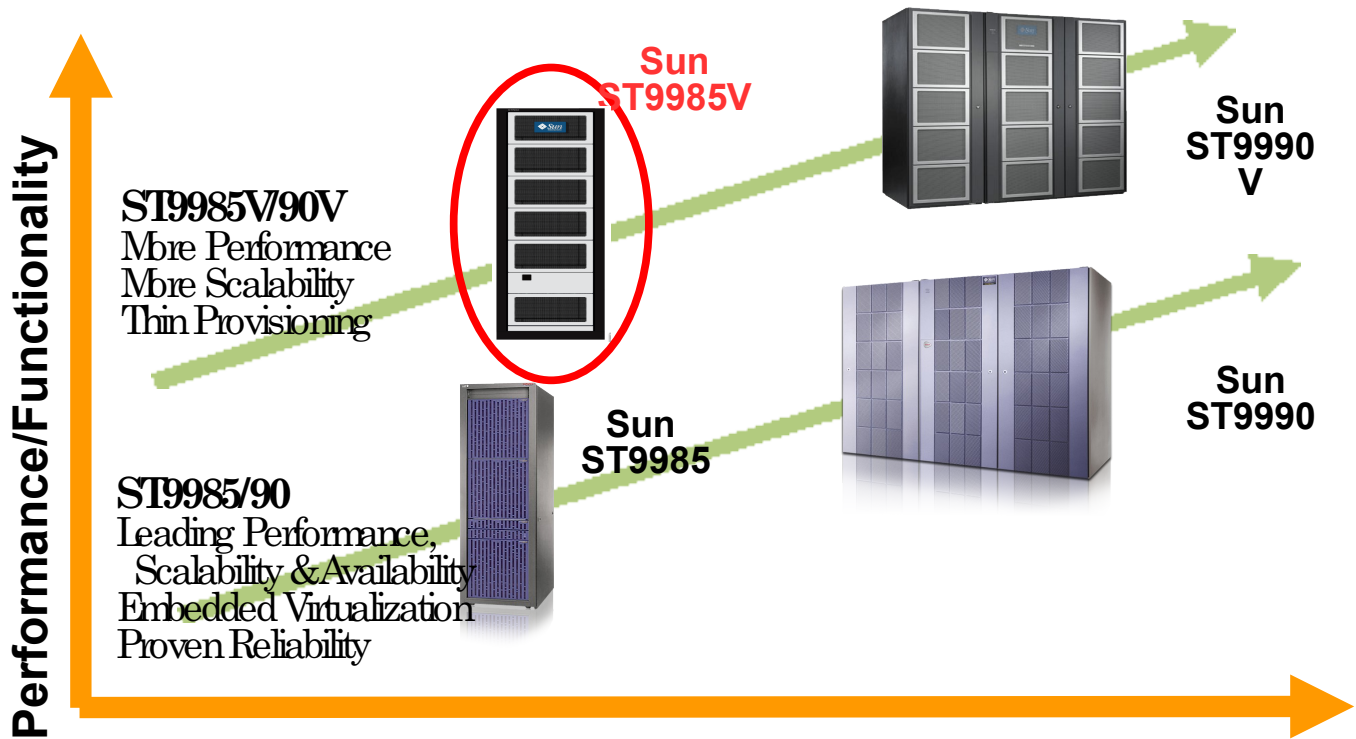 Performance/Functionality
Sun
ST9985V
Sun
ST9990
V
ST9985V/90V
More Performance
More Scalability
Thin Provisioning
Sun
Sun
ST9985
Sun
ST9990
ST9985/90
Leading Performance,
Scalability & Availability
Embedded Virtualization
Proven Reliability